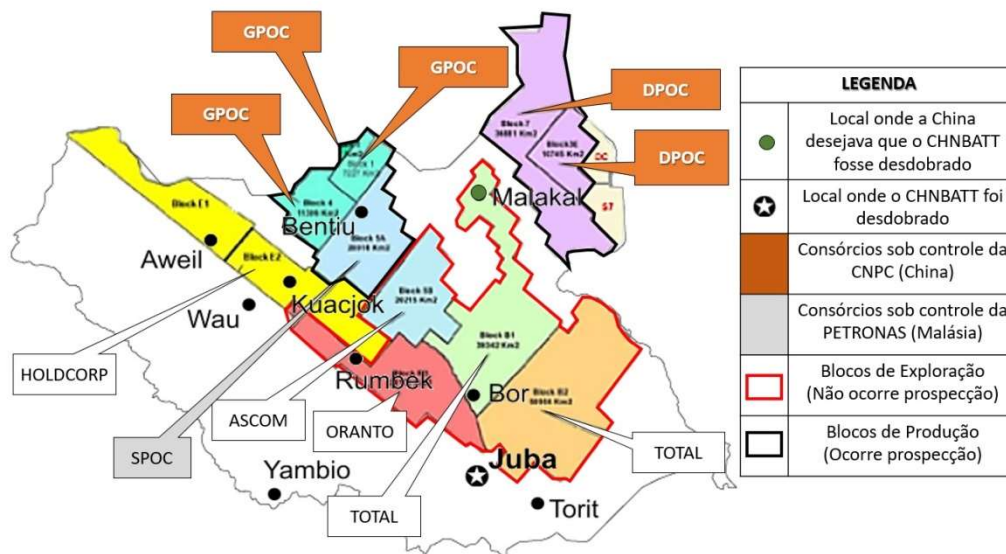 GPOC
GPOC
GPOC
DPOC
DPOC
Block 7
Block 1
Block 4
Malakal
Bentiu
Block 5A
Block E1
Block E2
Block 5B
Aweil
Kuacjok
Wau
Block B1
HOLDCORP
Rumbek
Block B2
Bor
ASCOM
ORANTO
TOTAL
SPOC
Juba
Yambio
TOTAL
Torit
LEGENDA
Local onde a China
desejava que o CHNBATT
fosse desdobrado
Local onde o CHNBATT foi
desdobrado
Consórcios sob controle da
CNPC (China)
Consórcios sob controle da
PETRONAS (Malásia)
Blocos de Exploração
(Não ocorre prospecção)
Blocos de Produção
(Ocorre prospecção)